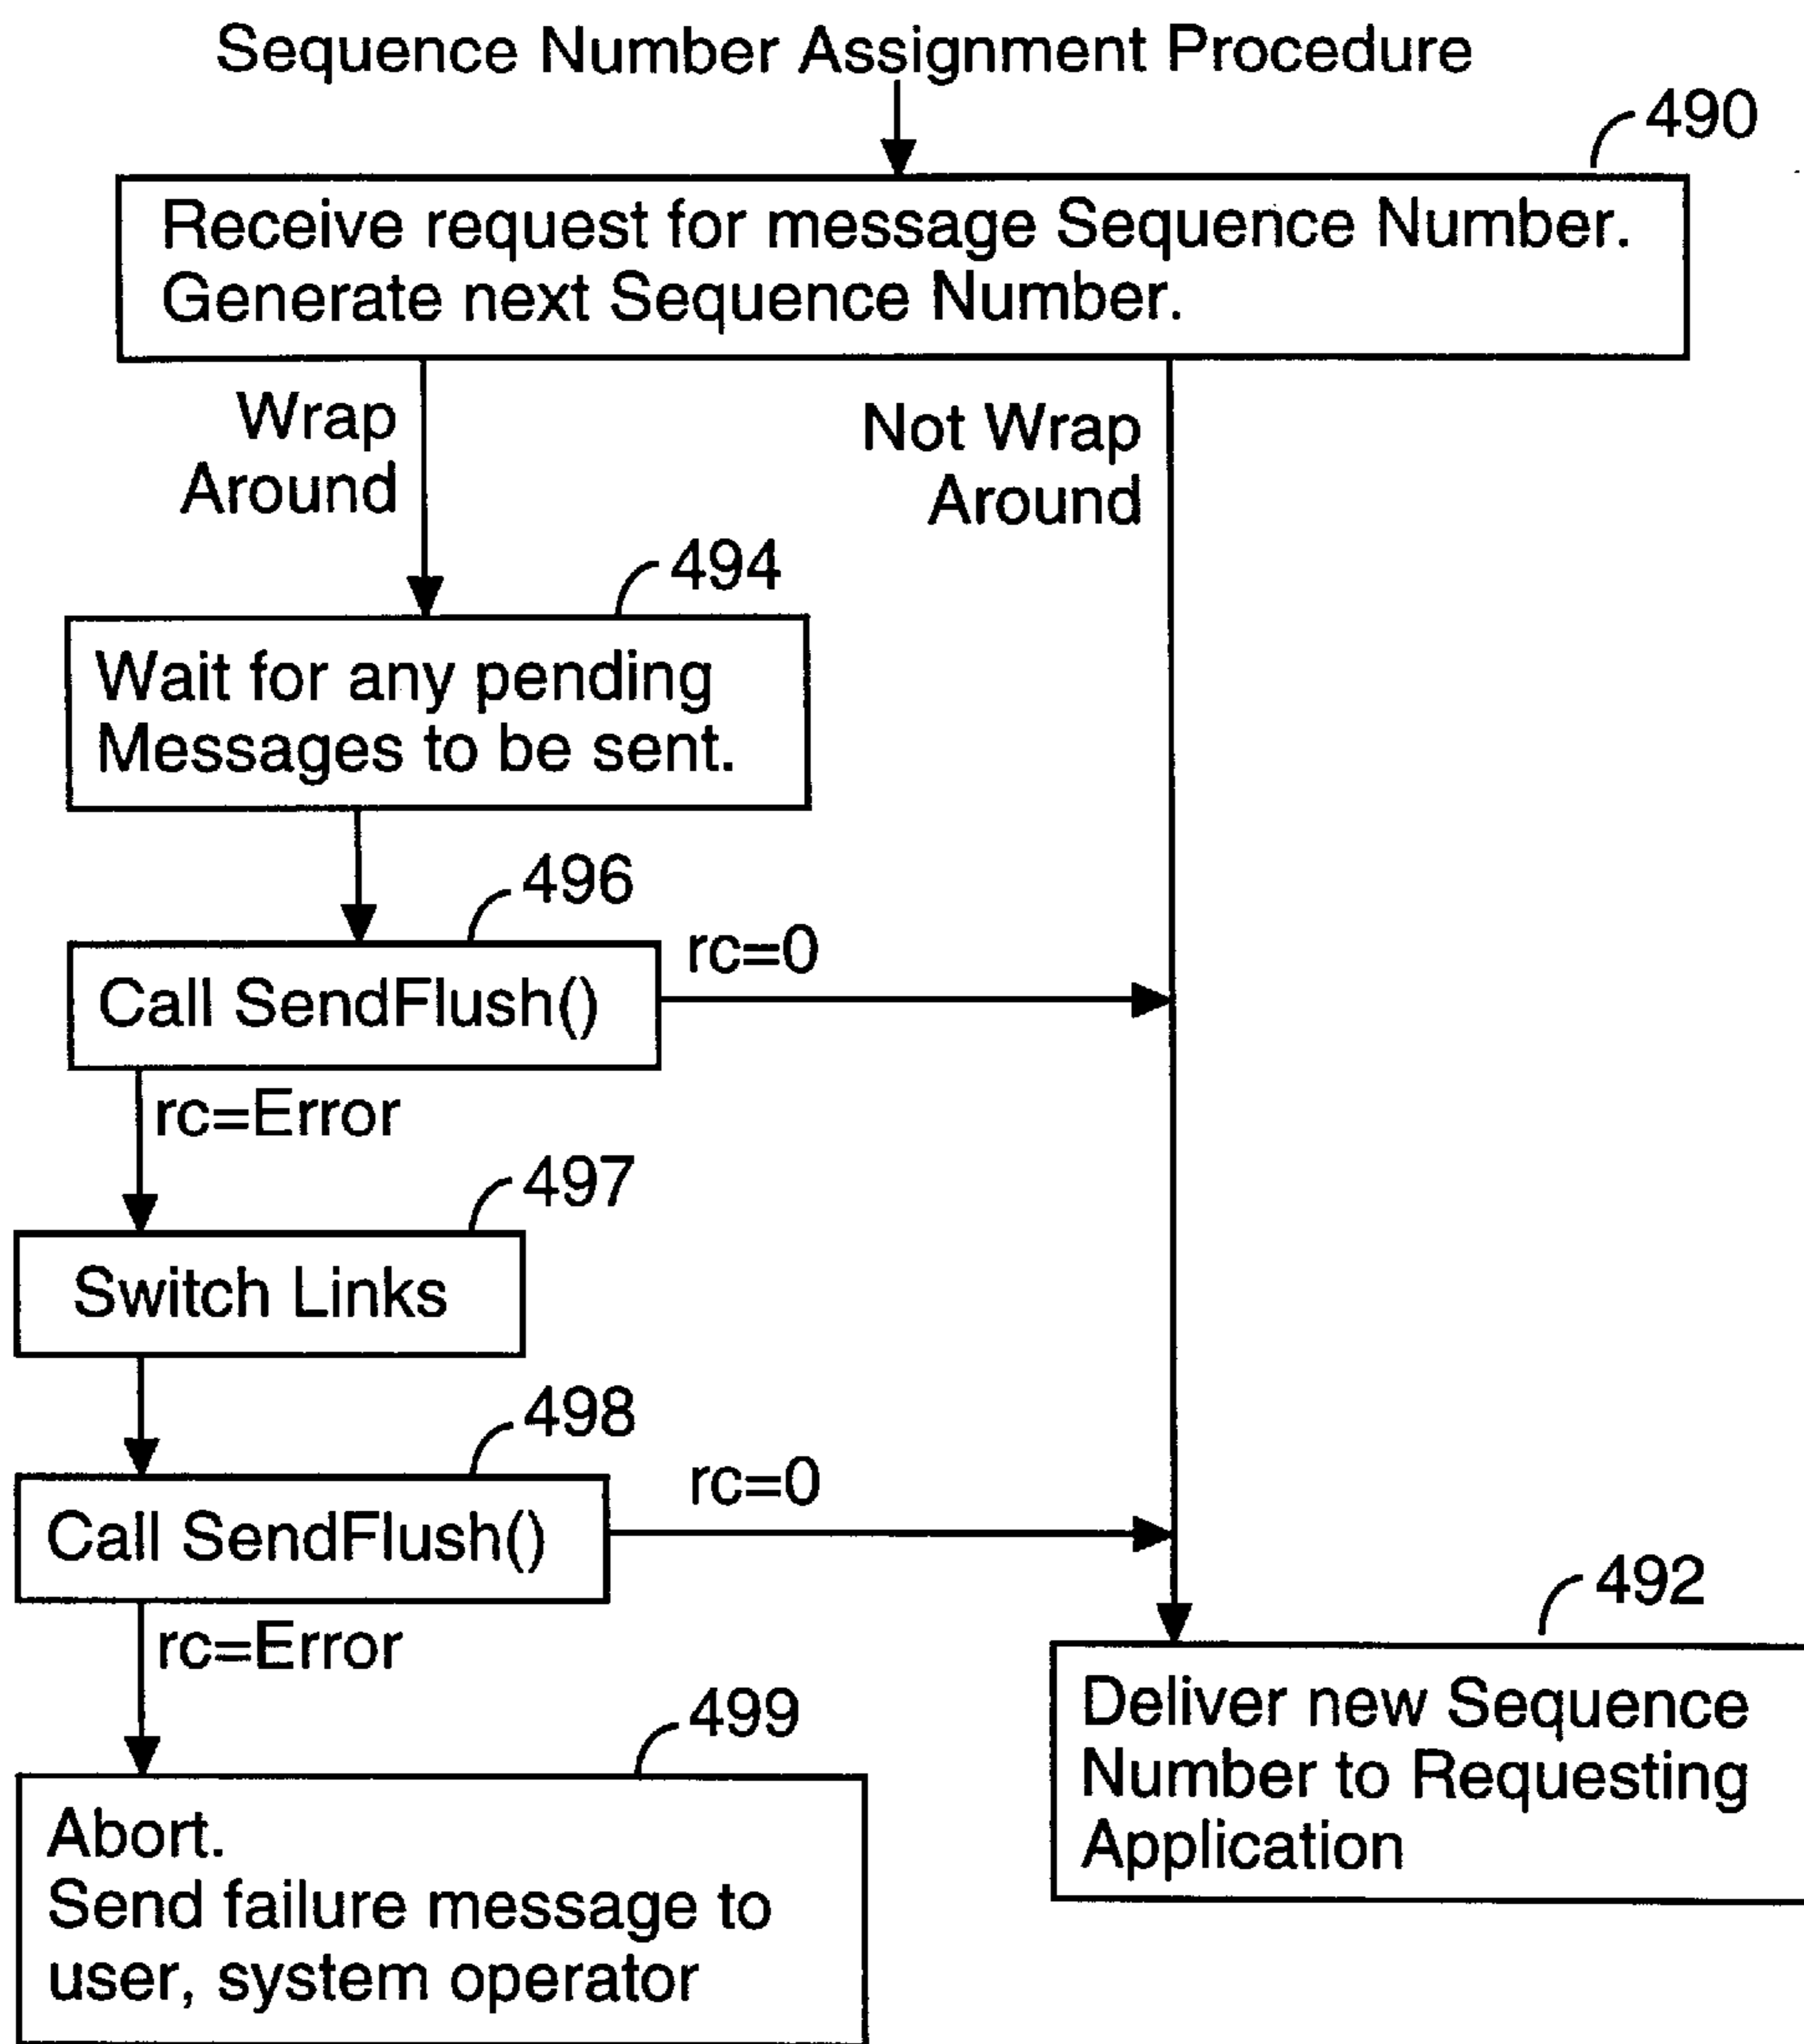 Sequence Number Assignment Procedure
490
Receive request for message Sequence Number.
Generate next Sequence Number.
Wrap
Around
Not Wrap
Around
494
Wait for any pending
Messages to be sent.
496
Call SendFlush()
rc=0
rc=Error
497
Switch Links
498
Call SendFlush()
rc=0
rc=Error
492
Deliver new Sequence
Number to Requesting
Application
499
Abort.
Send failure message to
user, system operator